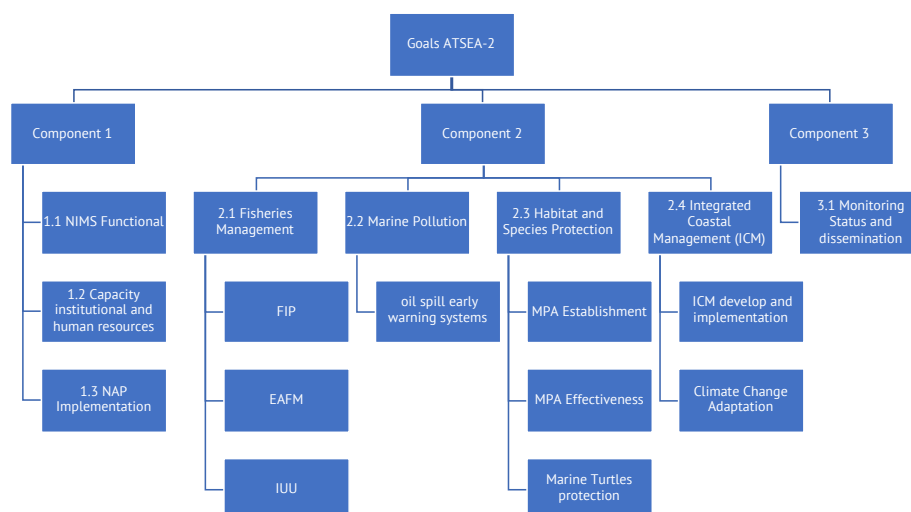 Goals ATSEA-2
Component 1
Component 2
Component 3
1.1 NIMS Functional
2.1 Fisheries
Management
2.2 Marine Pollution
2.3 Habitat and
Species Protection
2.4 Integrated
Coastal
Management (ICM)
3.1 Monitoring
Status and
dissemination
1.2 Capacity
institutional and
human resources
FIP
oil spill early
warning systems
MPA Establishment
ICM develop and
implementation
1.3 NAP
Implementation
EAFM
MPA Effectiveness
Climate Change
Adaptation
IUU
Marine Turtles
protection